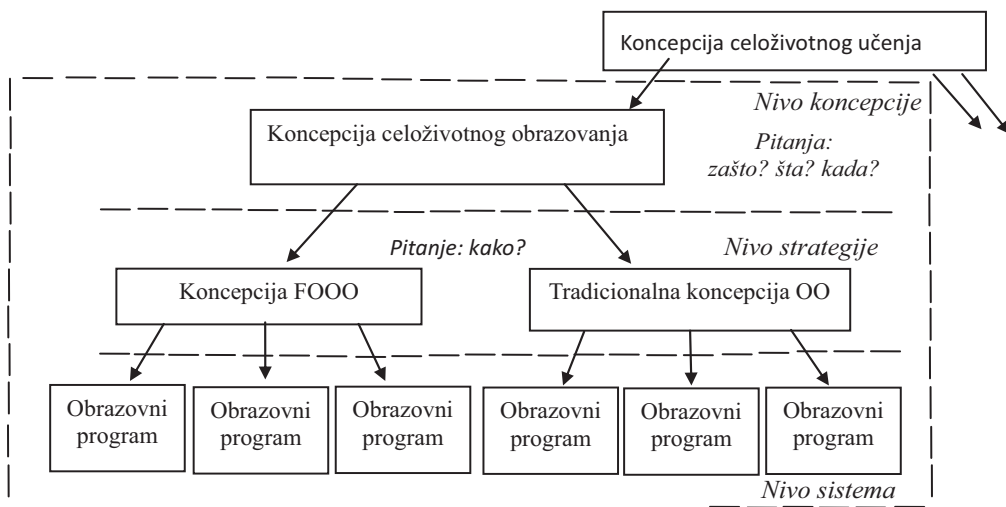 Koncepcija celoživotnog učenja
Nivo koncepcije
Koncepcija celoživotnog obrazovanja
Pitanja:
zašto? šta? kada?
Pitanje: kako?
Nivo strategije
Koncepcija FOOO
Tradicionalna koncepcija OO
Obrazovni
program
Obrazovni
program
Obrazovni
program
Obrazovni
program
Obrazovni
program
Obrazovni
program
Nivo sistema